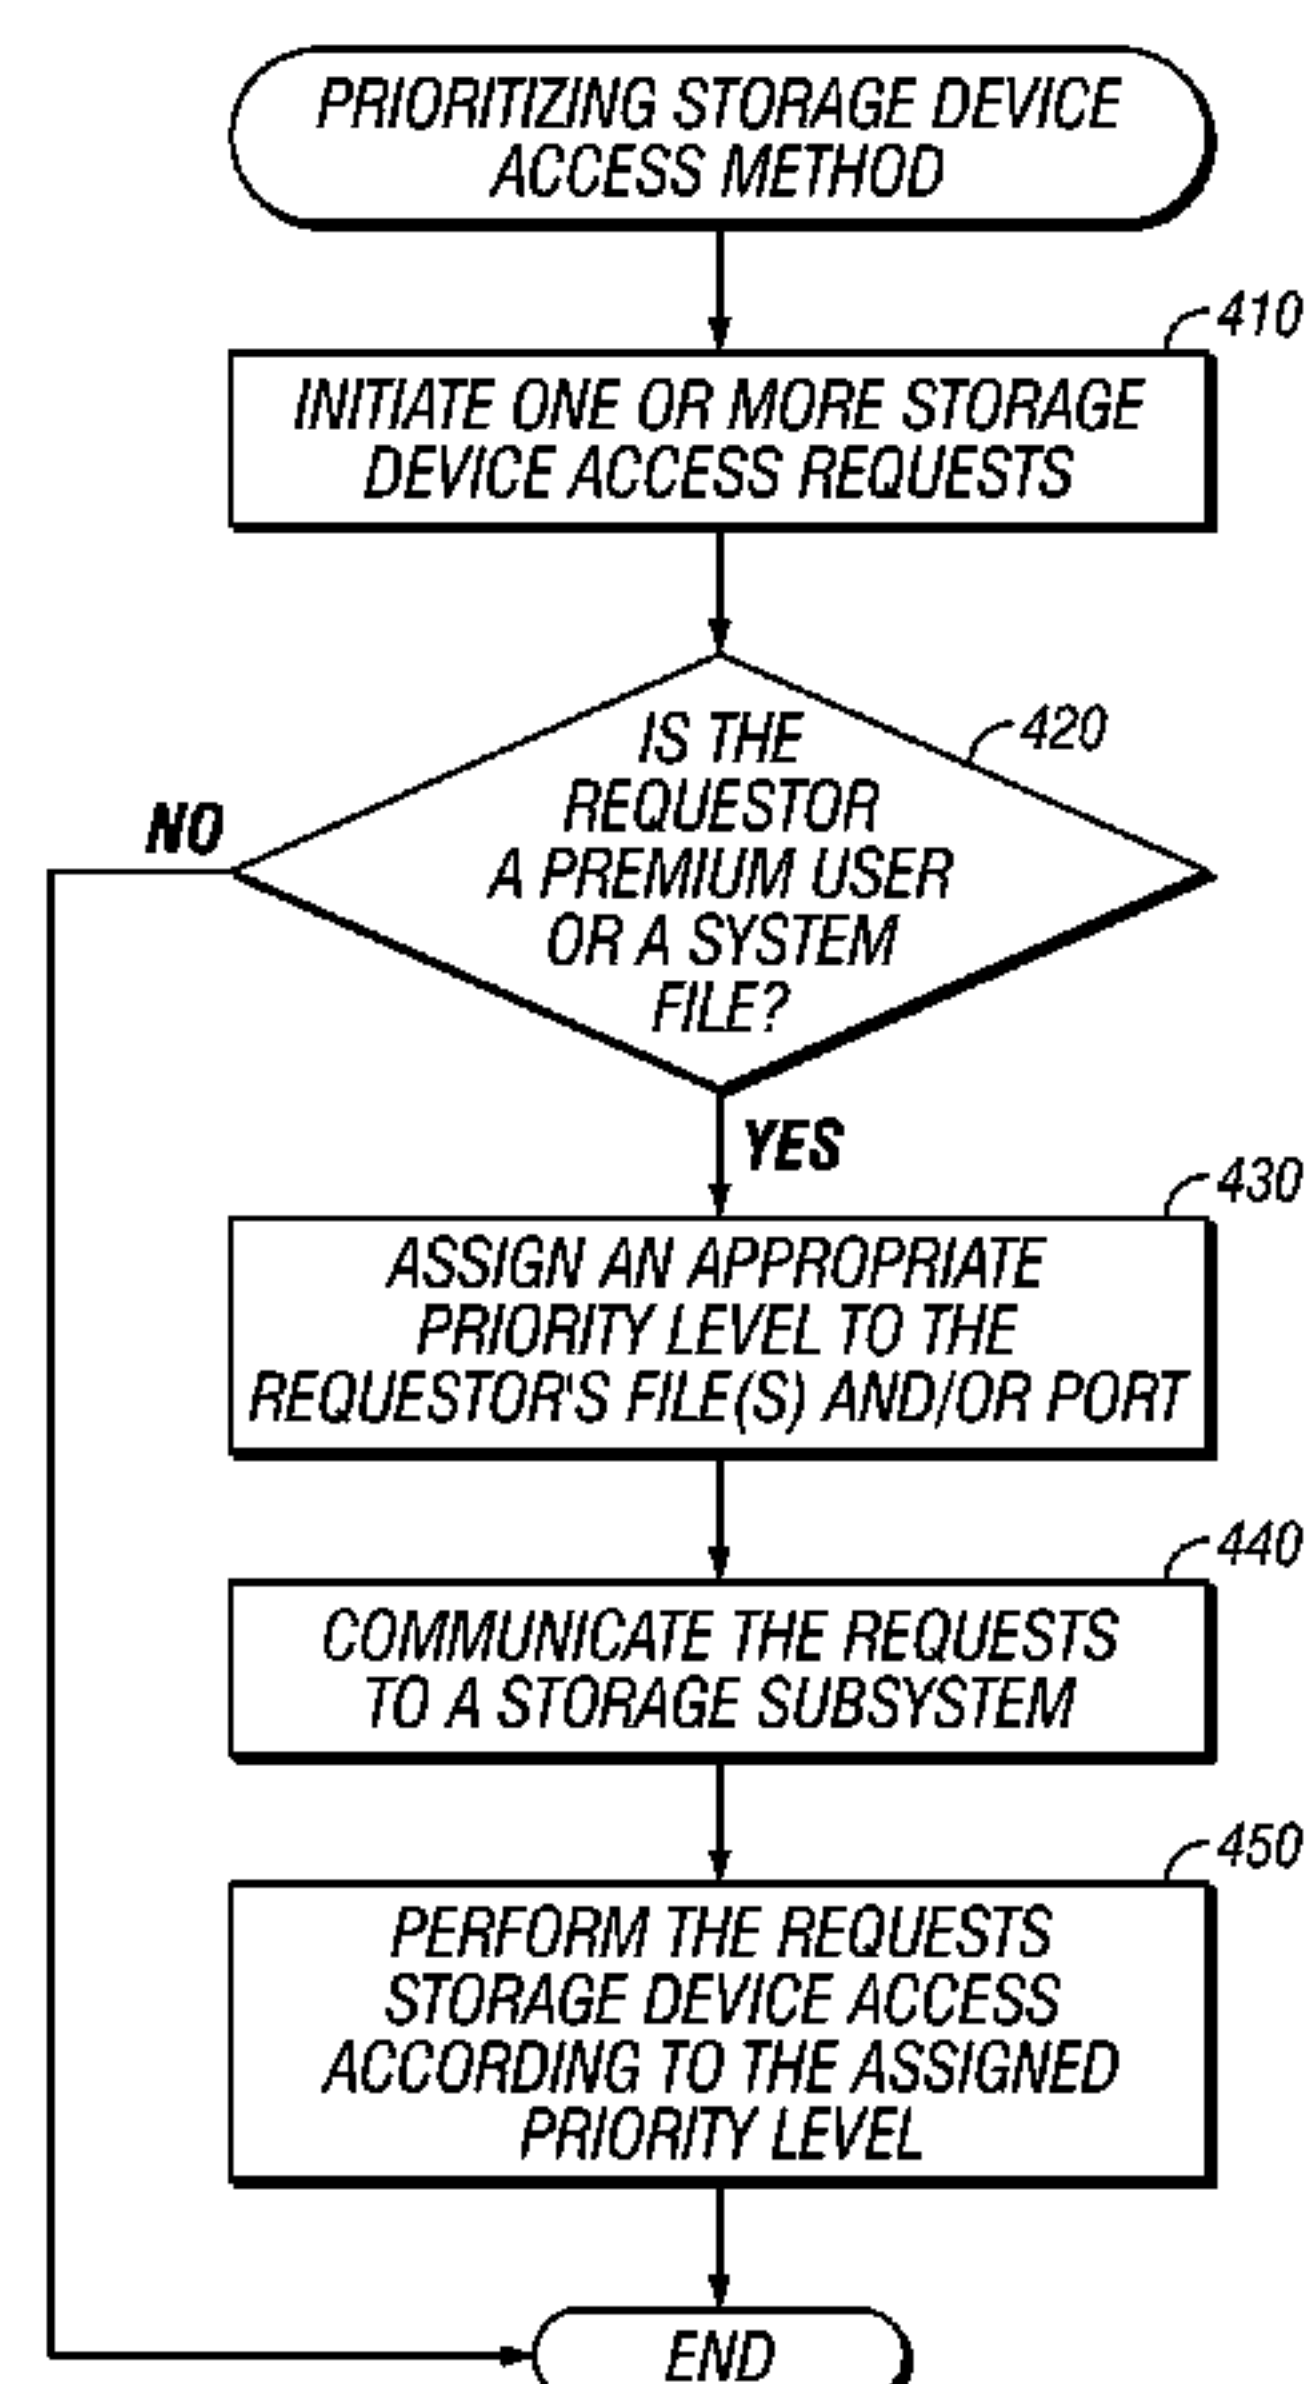 PRIORITIZING STORAGE DEVICE
ACCESS METHOD
410
INITIATE ONE OR MORE STORAGE
DEVICE ACCESS REQUESTS
420
IS THE
REQUESTOR
A PREMIUM USER
OR A SYSTEM
FILE?
NO
YES
430
ASSIGN AN APPROPRIATE
PRIORITY LEVEL TO THE
REQUESTOR'S FILE(S) AND/OR PORT
440
COMMUNICATE THE REQUESTS
TO A STORAGE SUBSYSTEM
450
PERFORM THE REQUESTS
STORAGE DEVICE ACCESS
ACCORDING TO THE ASSIGNED
PRIORITY LEVEL
END